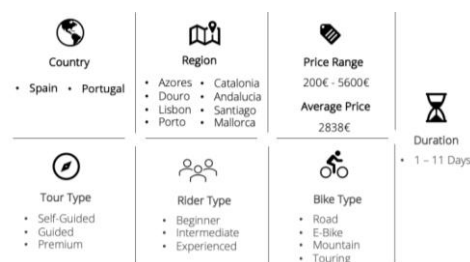 Country
• Spain • Portugal
Region
• Azores • Catalonia
• Douro • Andalucia
• Lisbon • Santiago
• Porto • Mallorca
Price Range
200€ - 5600€
Average Price
2838€
Duration
• 1 – 11 Days
Tour Type
• Self-Guided
• Guided
• Premium
Rider Type
• Beginner
• Intermediate
• Experienced
Bike Type
• Road
• E-Bike
• Mountain
• Touring